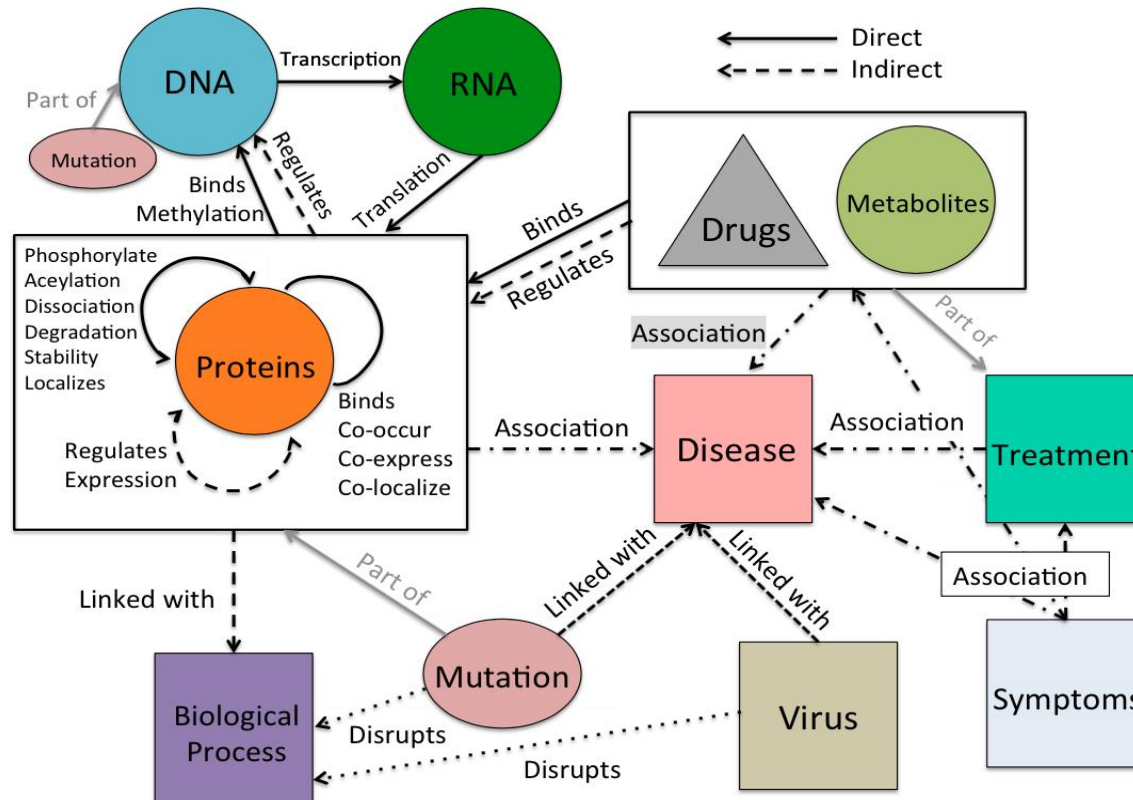 Direct
Indirect
DNA
Transcription
RNA
Part of
Mutation
Binds
Methylation
Regulates
Translation
Binds
Regulates
Drugs
Metabolites
Phosphorylate
Aceylation
Dissociation
Degradation
Stability
Localizes
Proteins
Binds
Co-occur
Co-express
Co-localize
Regulates
Expression
Association
Part of
Association
Disease
Association
Treatment
Linked with
Part of
Linked with
Linked with
Association
Mutation
Biological
Process
Disrupts
Disrupts
Virus
Symptoms